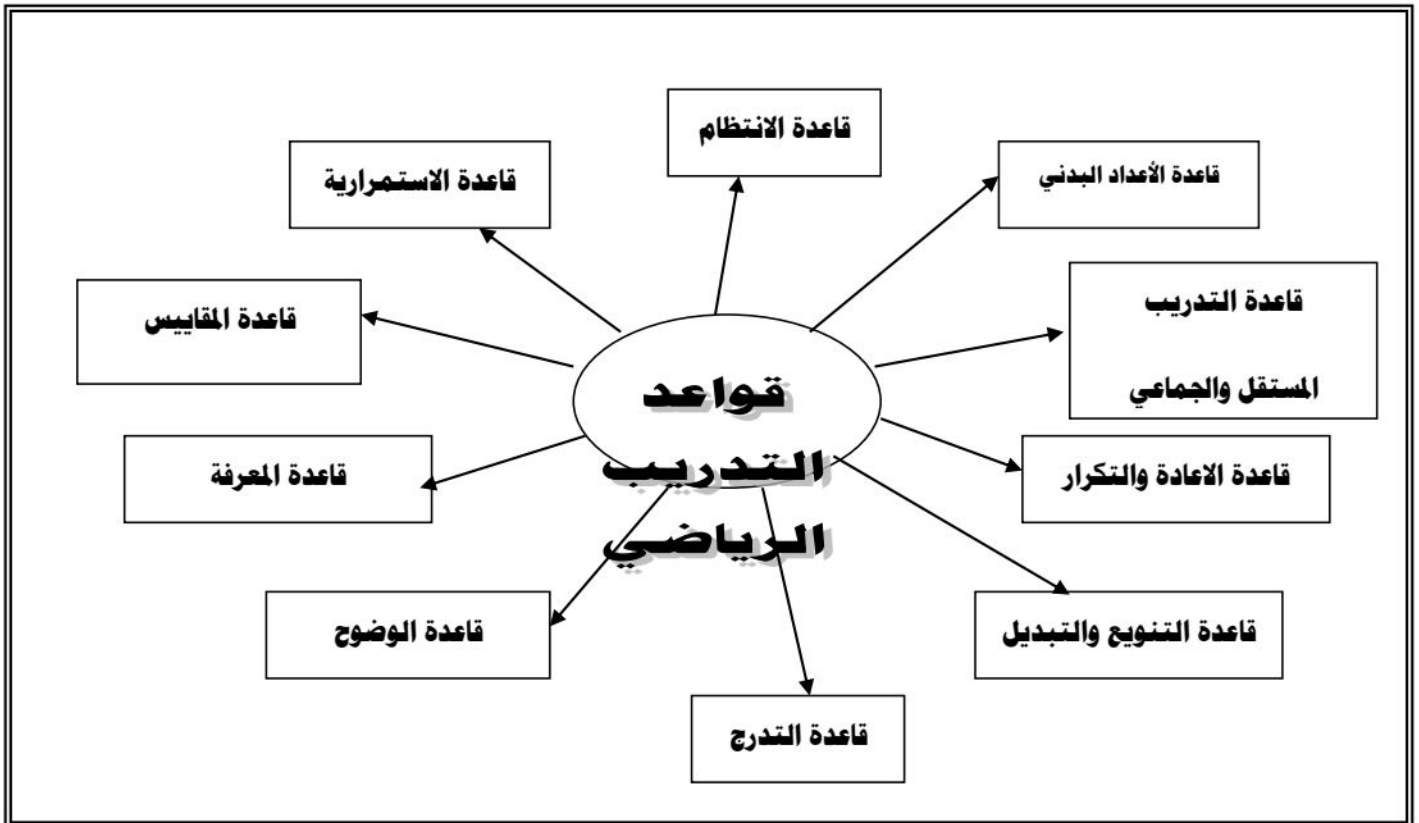 قاعدة الانتظام
قاعدة الأعداد البدني
قاعدة الاستمرارية
قاعدة التدريب
المستقل والجماعي
قاعدة المقاييس
قواعد
التدريب
الرياضي
قاعدة الاعادة والتكرار
قاعدة المعرفة
قاعدة التنويع والتبديل
قاعدة الوضوح
قاعدة التدرج